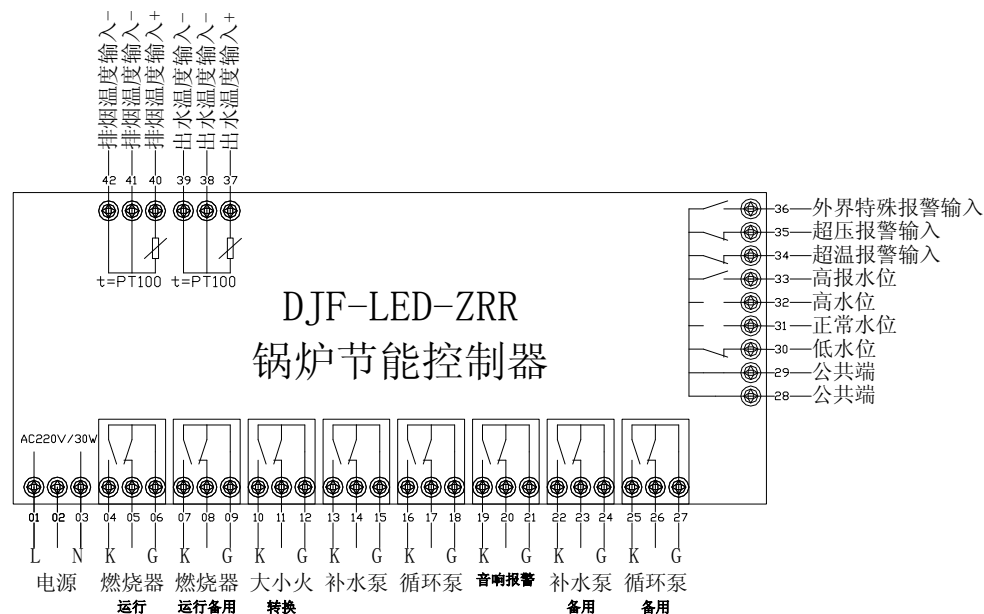 排烟温度输入-
排烟温度输入-
排烟温度输入+
出水温度输入-
出水温度输入-
出水温度输入+
42 41 40 39 38 37
t=PT100 t=PT100
36 外界特殊报警输入
35 超压报警输入
34 超温报警输入
33 高报水位
32 高水位
31 正常水位
30 低水位
29 公共端
28 公共端
DJF-LED-ZRR
锅炉节能控制器
AC220V/30W
01 02 03 04 05 06 07 08 09 10 11 12 13 14 15 16 17 18 19 20 21 22 23 24 25 26 27
L N K G K G K G K G K G K G K G K G
电源 燃烧器 燃烧器 大小火 补水泵 循环泵 音响报警 补水泵 循环泵
运行 运行备用 转换 备用 备用